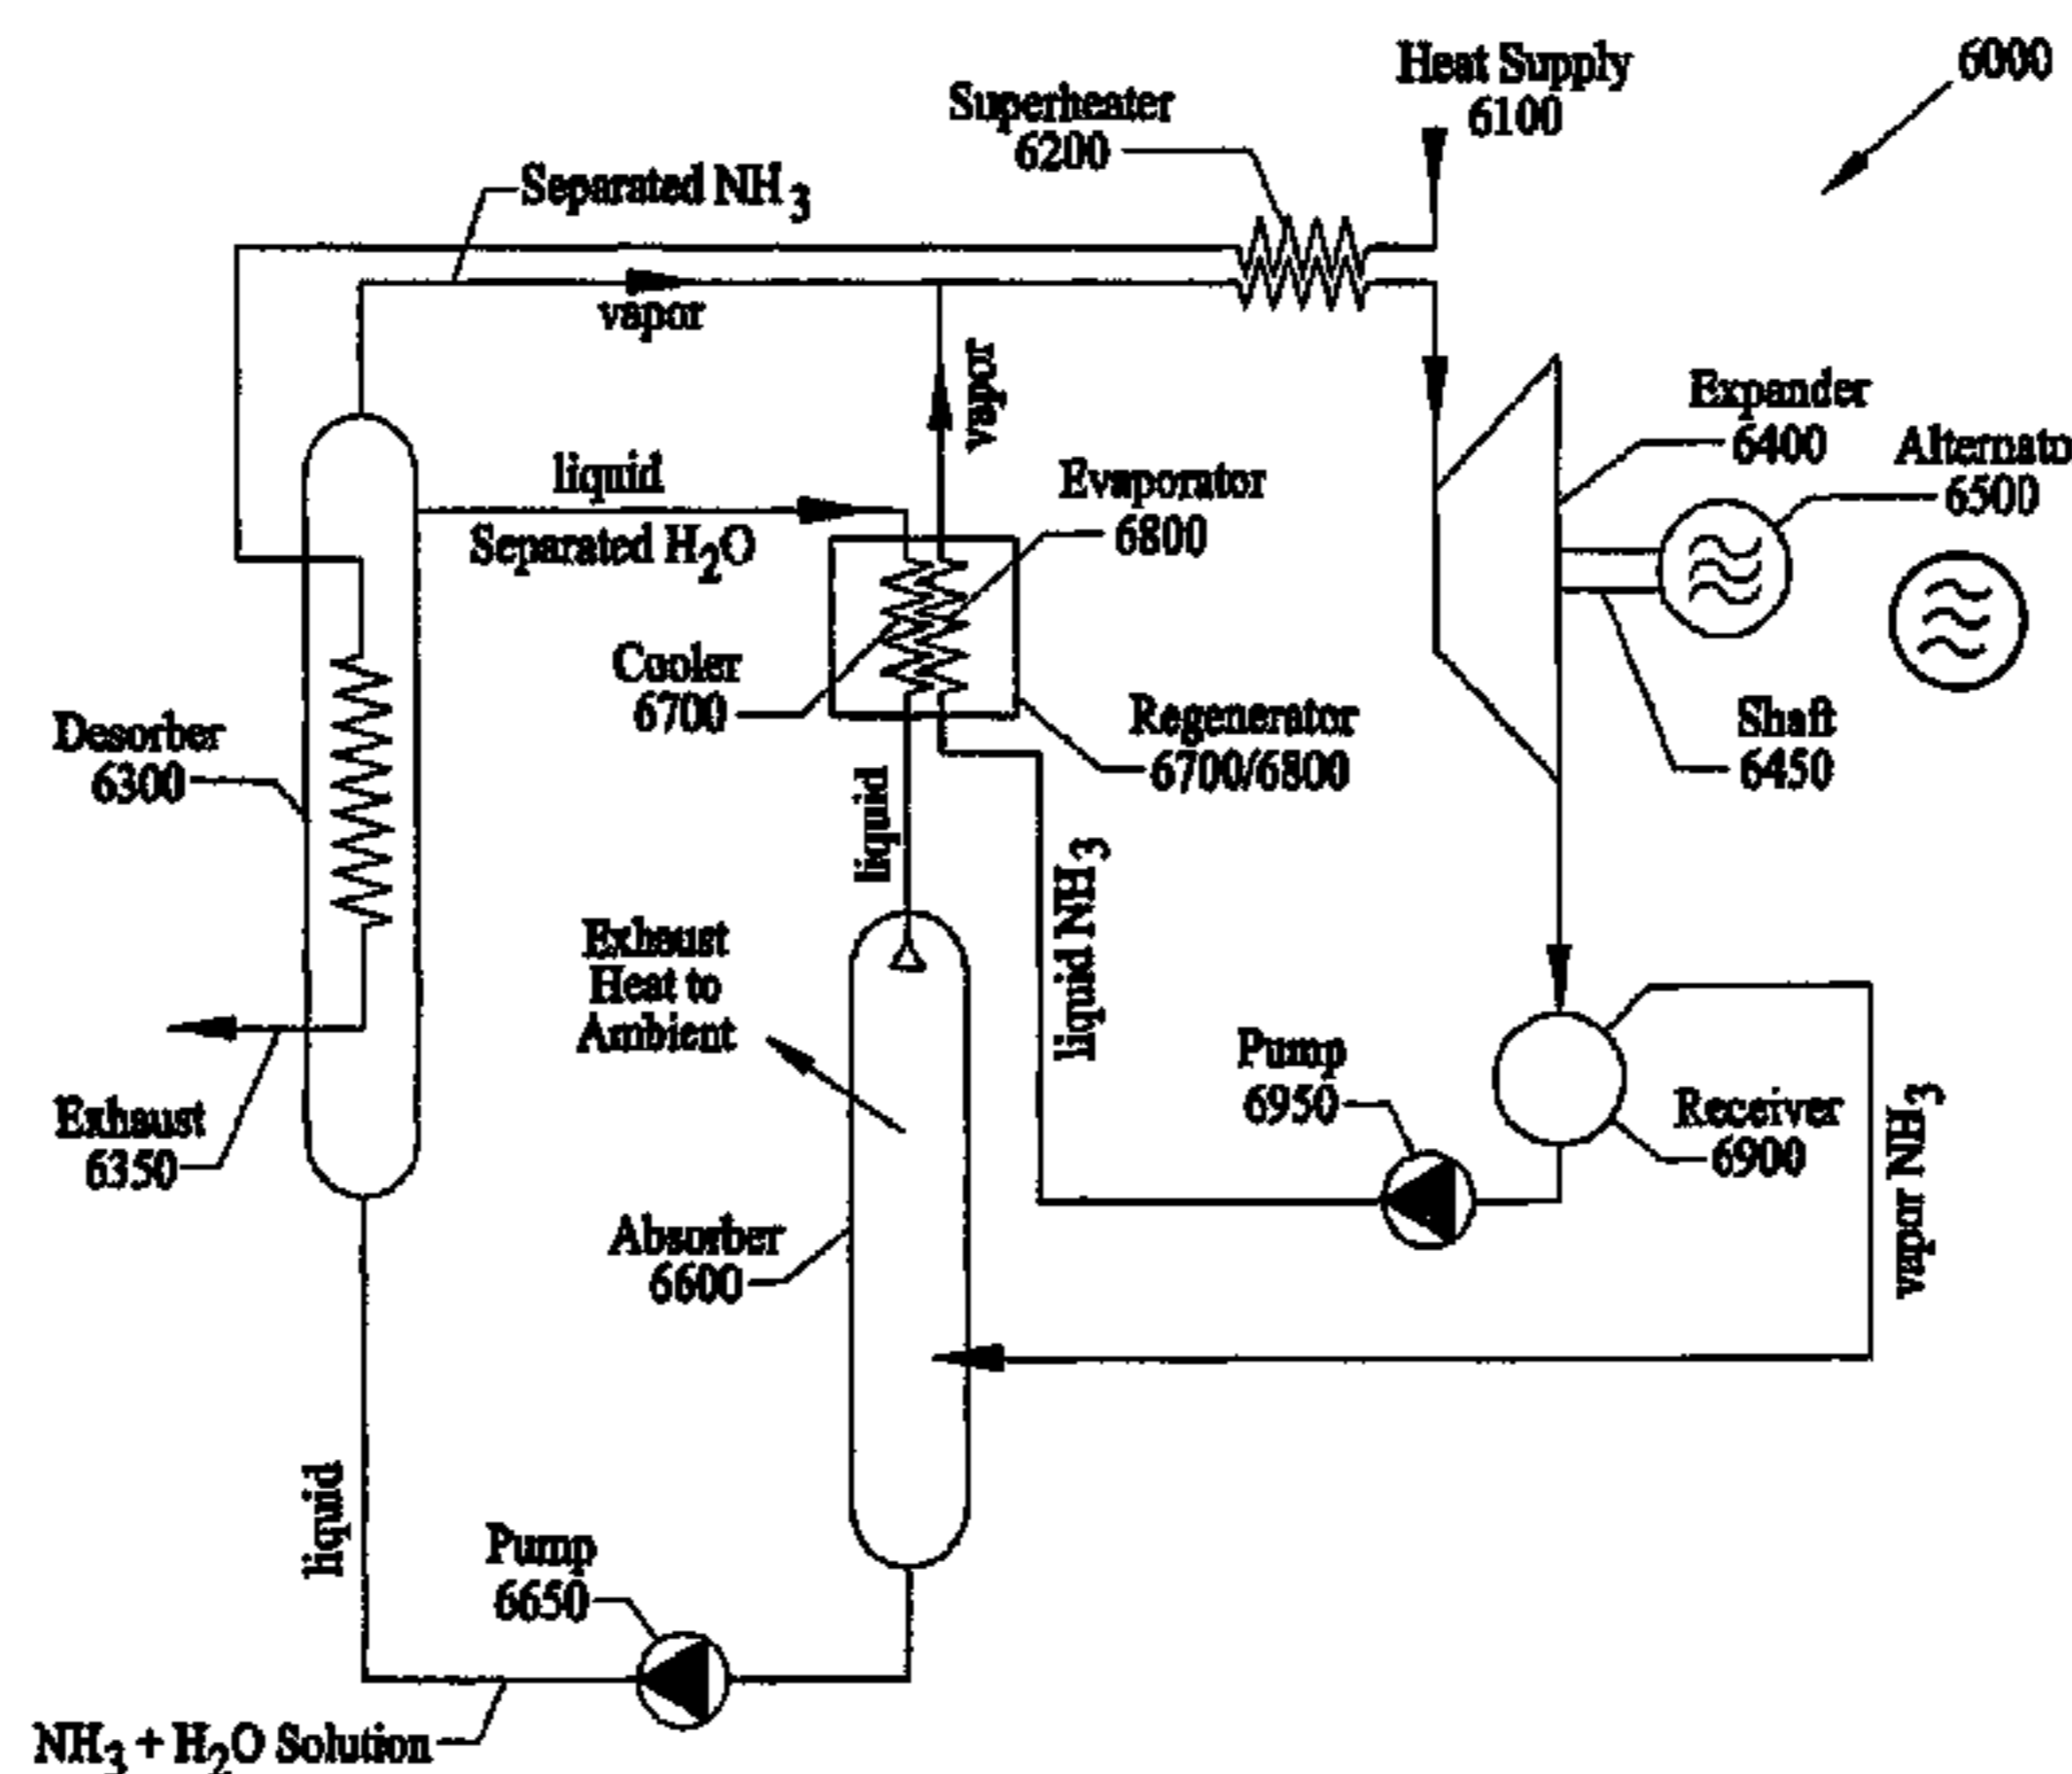 Heat Supply
6100
6000
Superheater
6200
Separated NH3
vapor
vapor
Expander
6400
Alternato
6500
liquid
Separated H2O
Evaporator
6800
Cooler
6700
Regenerator
6700/6800
Shaft
6450
Desorber
6300
liquid
liquid NH3
Exhaust
Heat to
Ambient
Pump
6950
Receiver
6900
vapor NH3
Exhaust
6350
Absorber
6600
liquid
Pump
6650
NH3 + H2O Solution